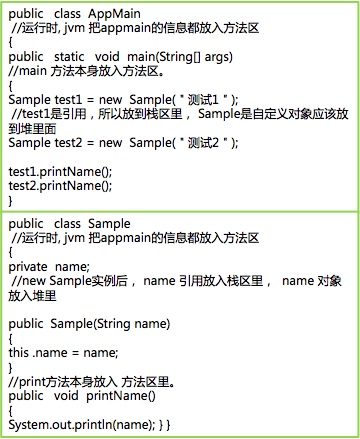 public class AppMain
//运行时, jvm 把appmain的信息都放入方法区
{
public static void main(String[] args)
//main 方法本身放入方法区。
{
Sample test1 = new Sample( " 测试1 " );
//test1是引用，所以放到栈区里， Sample是自定义对象应该放
到堆里面
Sample test2 = new Sample( " 测试2 " );
test1.printName();
test2.printName();
}
public class Sample
//运行时, jvm 把appmain的信息都放入方法区
{
private name;
//new Sample实例后， name 引用放入栈区里， name 对象
放入堆里
public Sample(String name)
{
this .name = name;
}
//print方法本身放入 方法区里。
public void printName()
{
System.out.println(name); } }